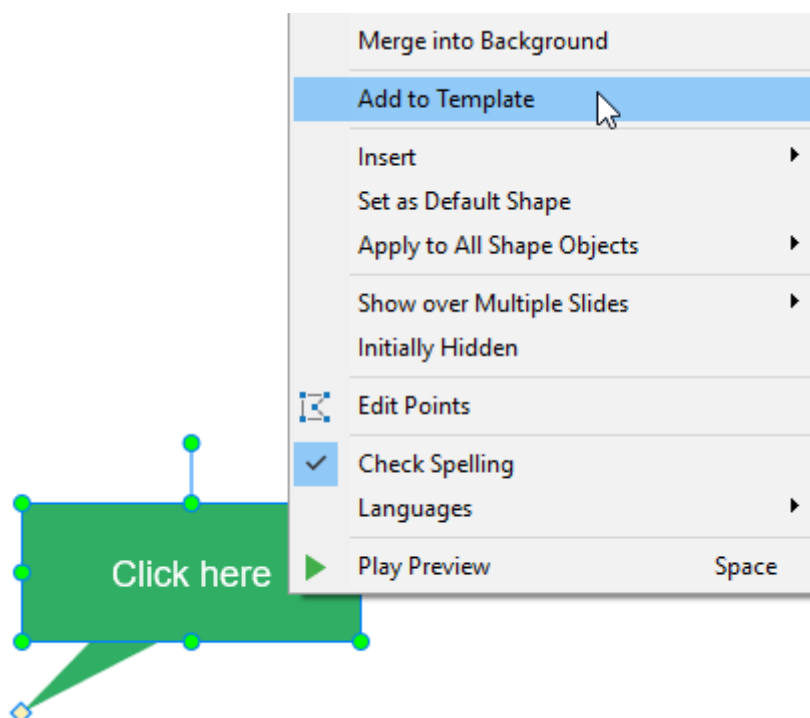 Merge into Background
Add to Template
Insert
Set as Default Shape
Apply to All Shape Objects
Show over Multiple Slides
Initially Hidden
Edit Points
Check Spelling
Languages
Play Preview Space
Click here